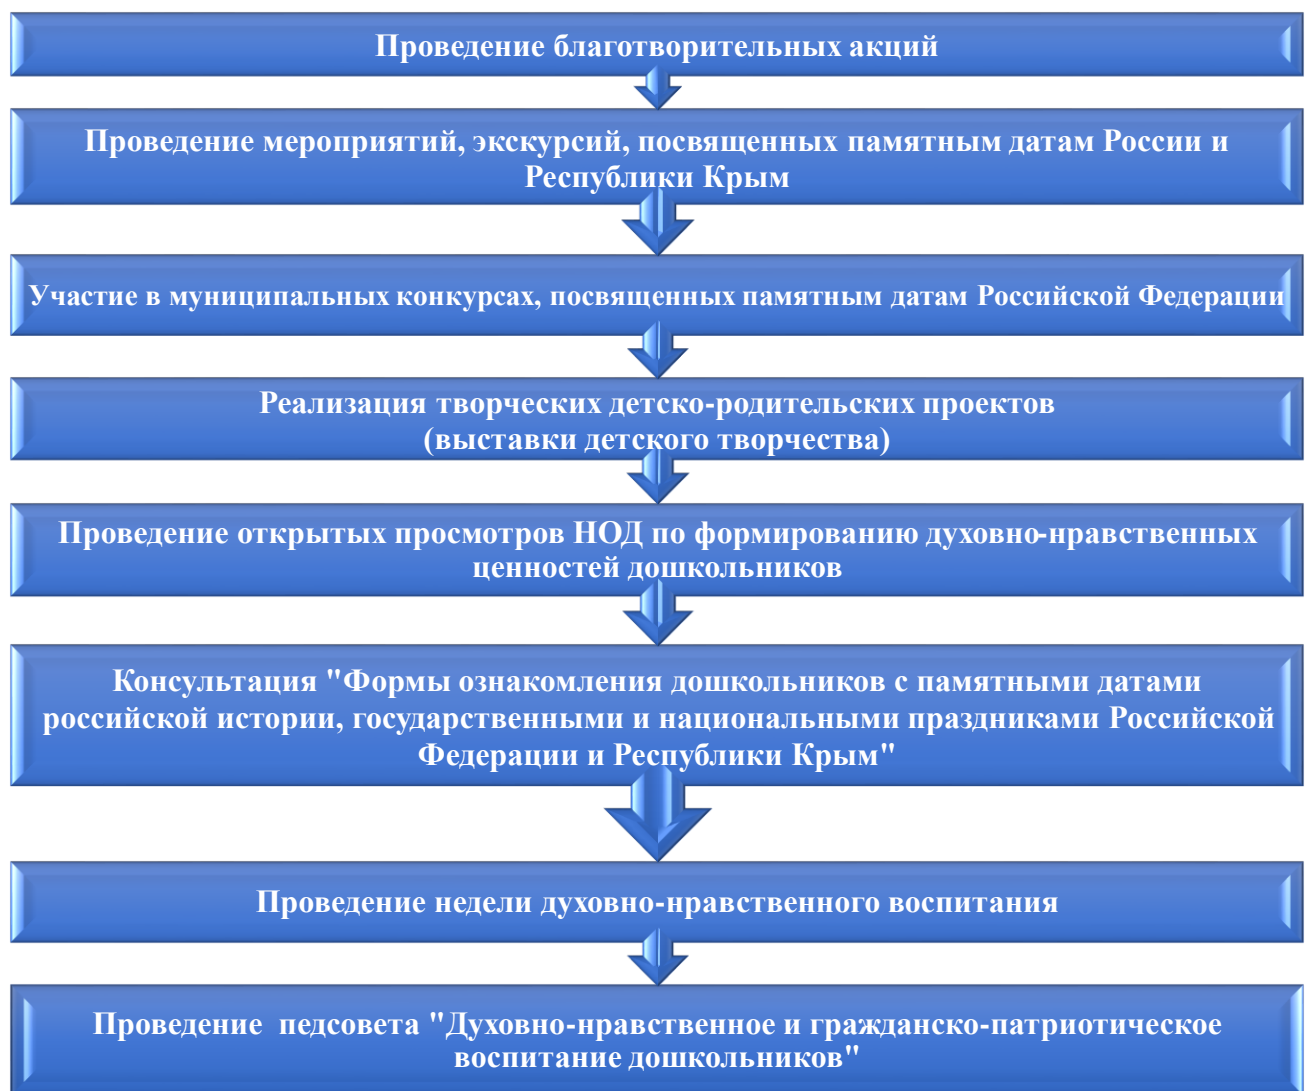 Проведение благотворительных акций
Проведение мероприятий, экскурсий, посвященных памятным датам России и
Республики Крым
Участие в муниципальных конкурсах, посвященных памятным датам Российской Федерации
Реализация творческих детско-родительских проектов
(выставки детского творчества)
Проведение открытых просмотров НОД по формированию духовно-нравственных
ценностей дошкольников
Консультация "Формы ознакомления дошкольников с памятными датами
российской истории, государственными и национальными праздниками Российской
Федерации и Республики Крым"
Проведение недели духовно-нравственного воспитания
Проведение  педсовета "Духовно-нравственное и гражданско-патриотическое
воспитание дошкольников"